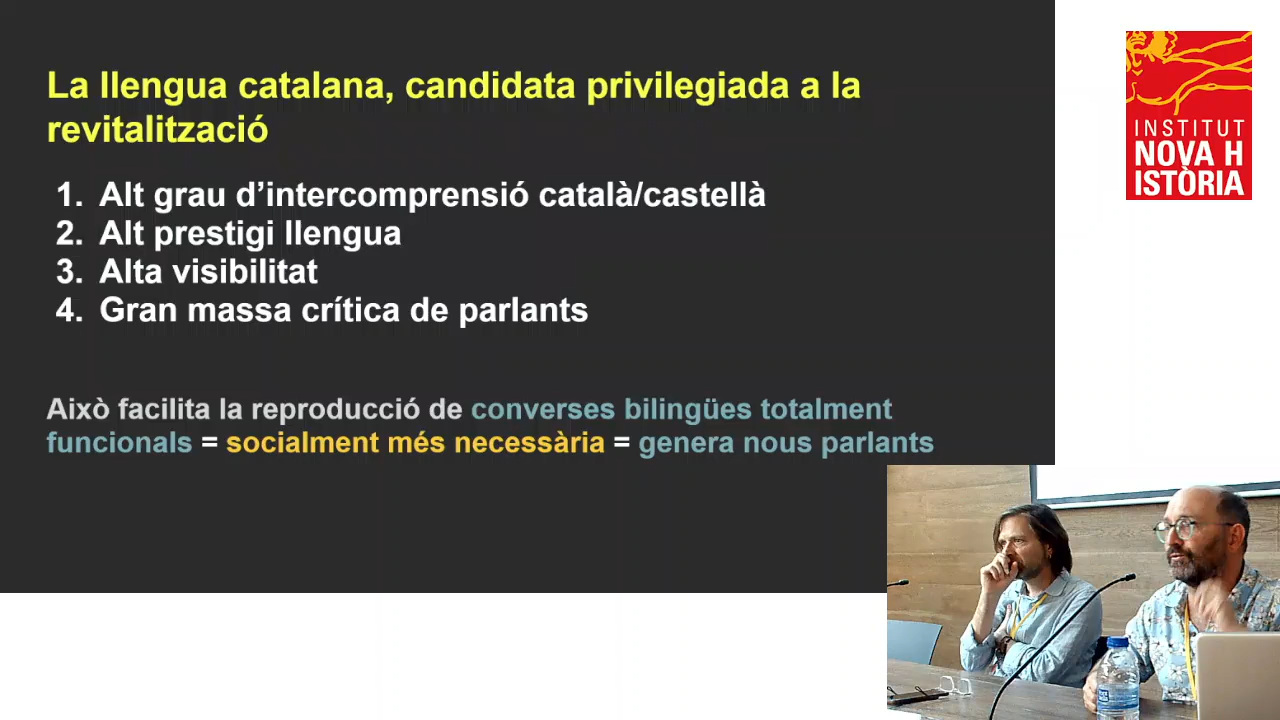 La llengua catalana, candidata privilegiada a la
revitalització
1. Alt grau d’intercomprensió català/castellà
2. Alt prestigi llengua
3. Alta visibilitat
4. Gran massa crítica de parlants
Això facilita la reproducció de converses bilingües totalment
funcionals = socialment més necessària = genera nous parlants
INSTITUT
NOVA H
ISTÒRIA